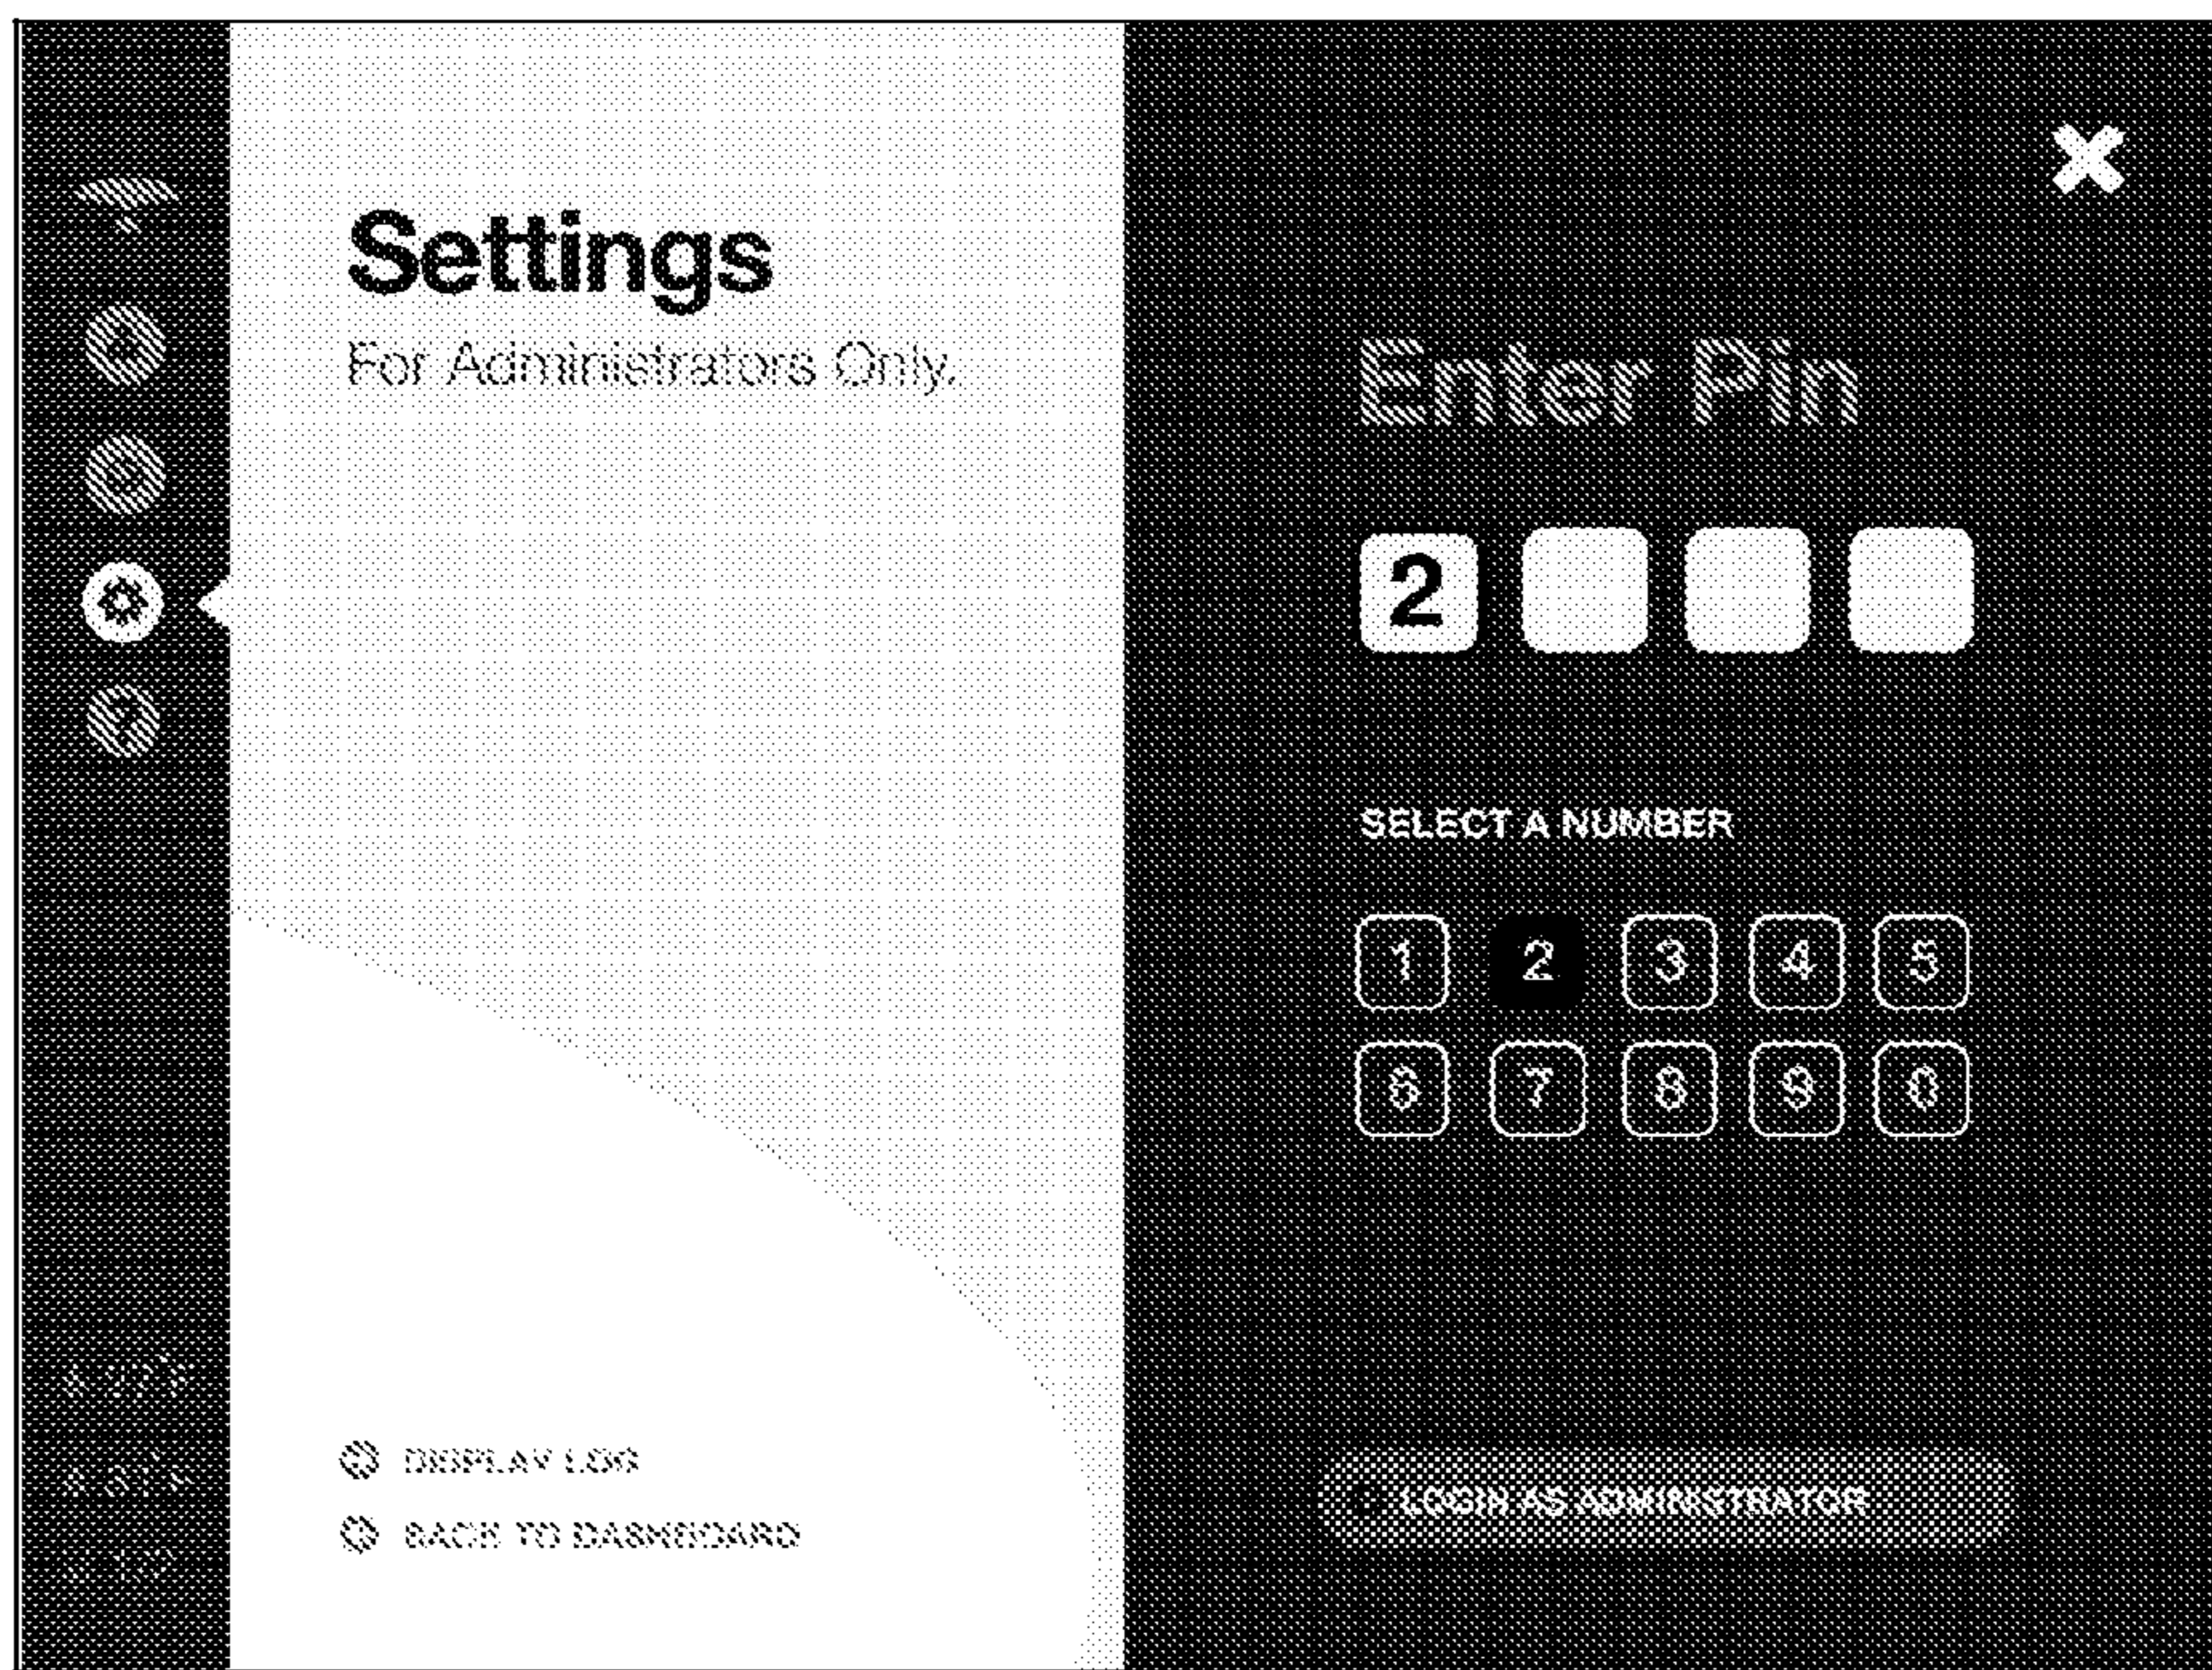 Settings
For Administrators Only.
DISPLAY LOG
BACK TO DASHBOARD
Enter Pin
2
SELECT A NUMBER
1 2 3 4 5
6 7 8 9 0
LOGIN AS ADMINISTRATOR